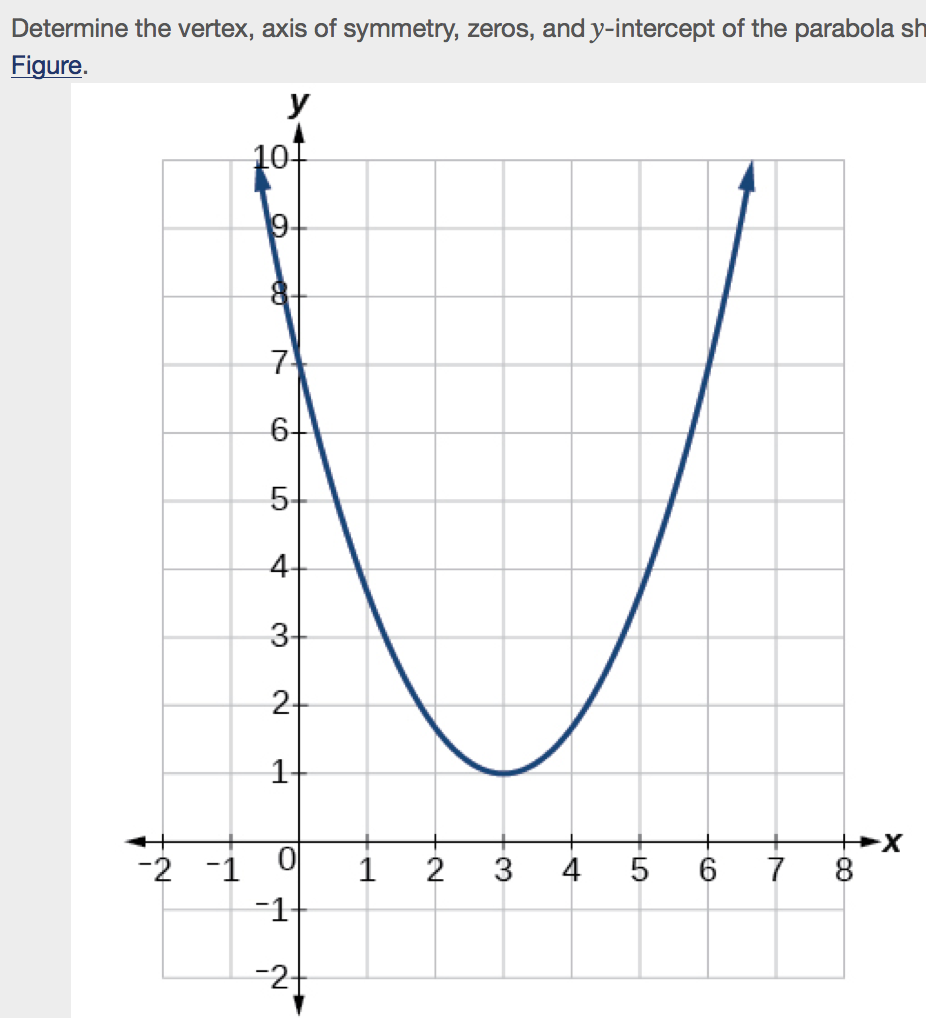 Determine the vertex, axis of symmetry, zeros, and y-intercept of the parabola
Figure.
y
10
9
8
7
6
5
4
3
2
1
x
−2 −1 0 1 2 3 4 5 6 7 8
−1
−2